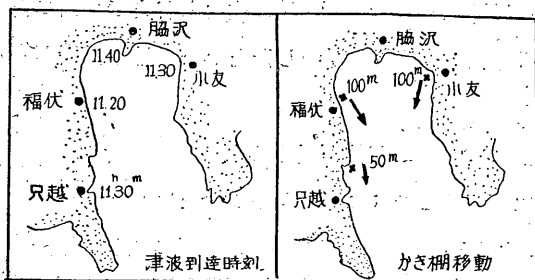 脇沢
11.40
11.30
小友
福伏
11.20
只越
11.30 h m
津波到達時刻
脇沢
100m
100m
小友
福伏
50m
只越
かき棚移動